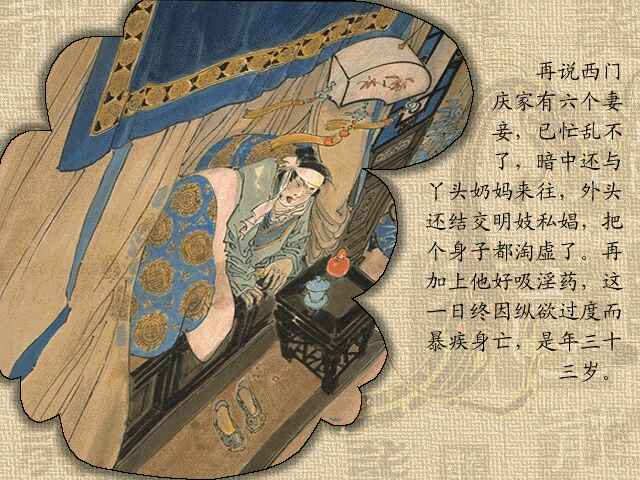 再说西门
庆家有六个妻
妾，已忙乱不
了，暗中还与
丫头奶妈来往，外头
还结交明妓私娼，把
个身子都淘虚了。再
加上他好吸淫药，这
一日终因纵欲过度而
暴疾身亡，是年三十
三岁。